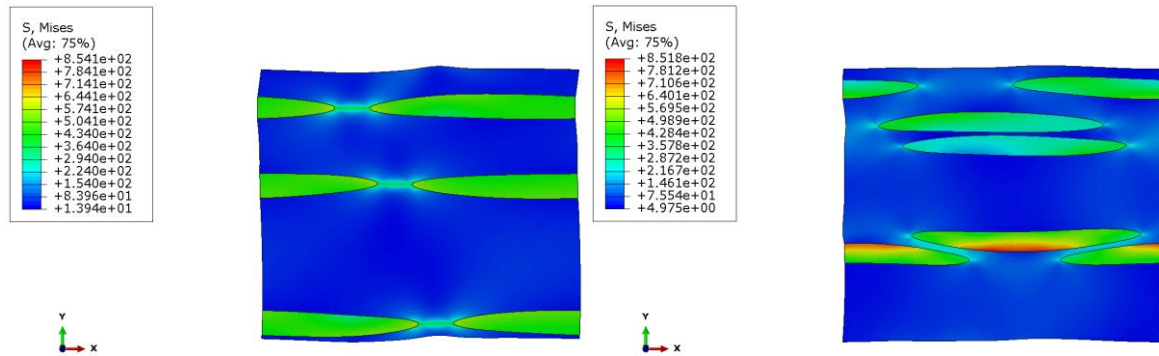 S, Mises
(Avg: 75%)
+8.541e+02
+7.841e+02
+7.141e+02
+6.441e+02
+5.741e+02
+5.041e+02
+4.340e+02
+3.640e+02
+2.940e+02
+2.240e+02
+1.540e+02
+8.396e+01
+1.394e+01
Y
X
S, Mises
(Avg: 75%)
+8.518e+02
+7.812e+02
+7.106e+02
+6.401e+02
+5.695e+02
+4.989e+02
+4.284e+02
+3.578e+02
+2.872e+02
+2.167e+02
+1.461e+02
+7.554e+01
+4.975e+00
Y
X